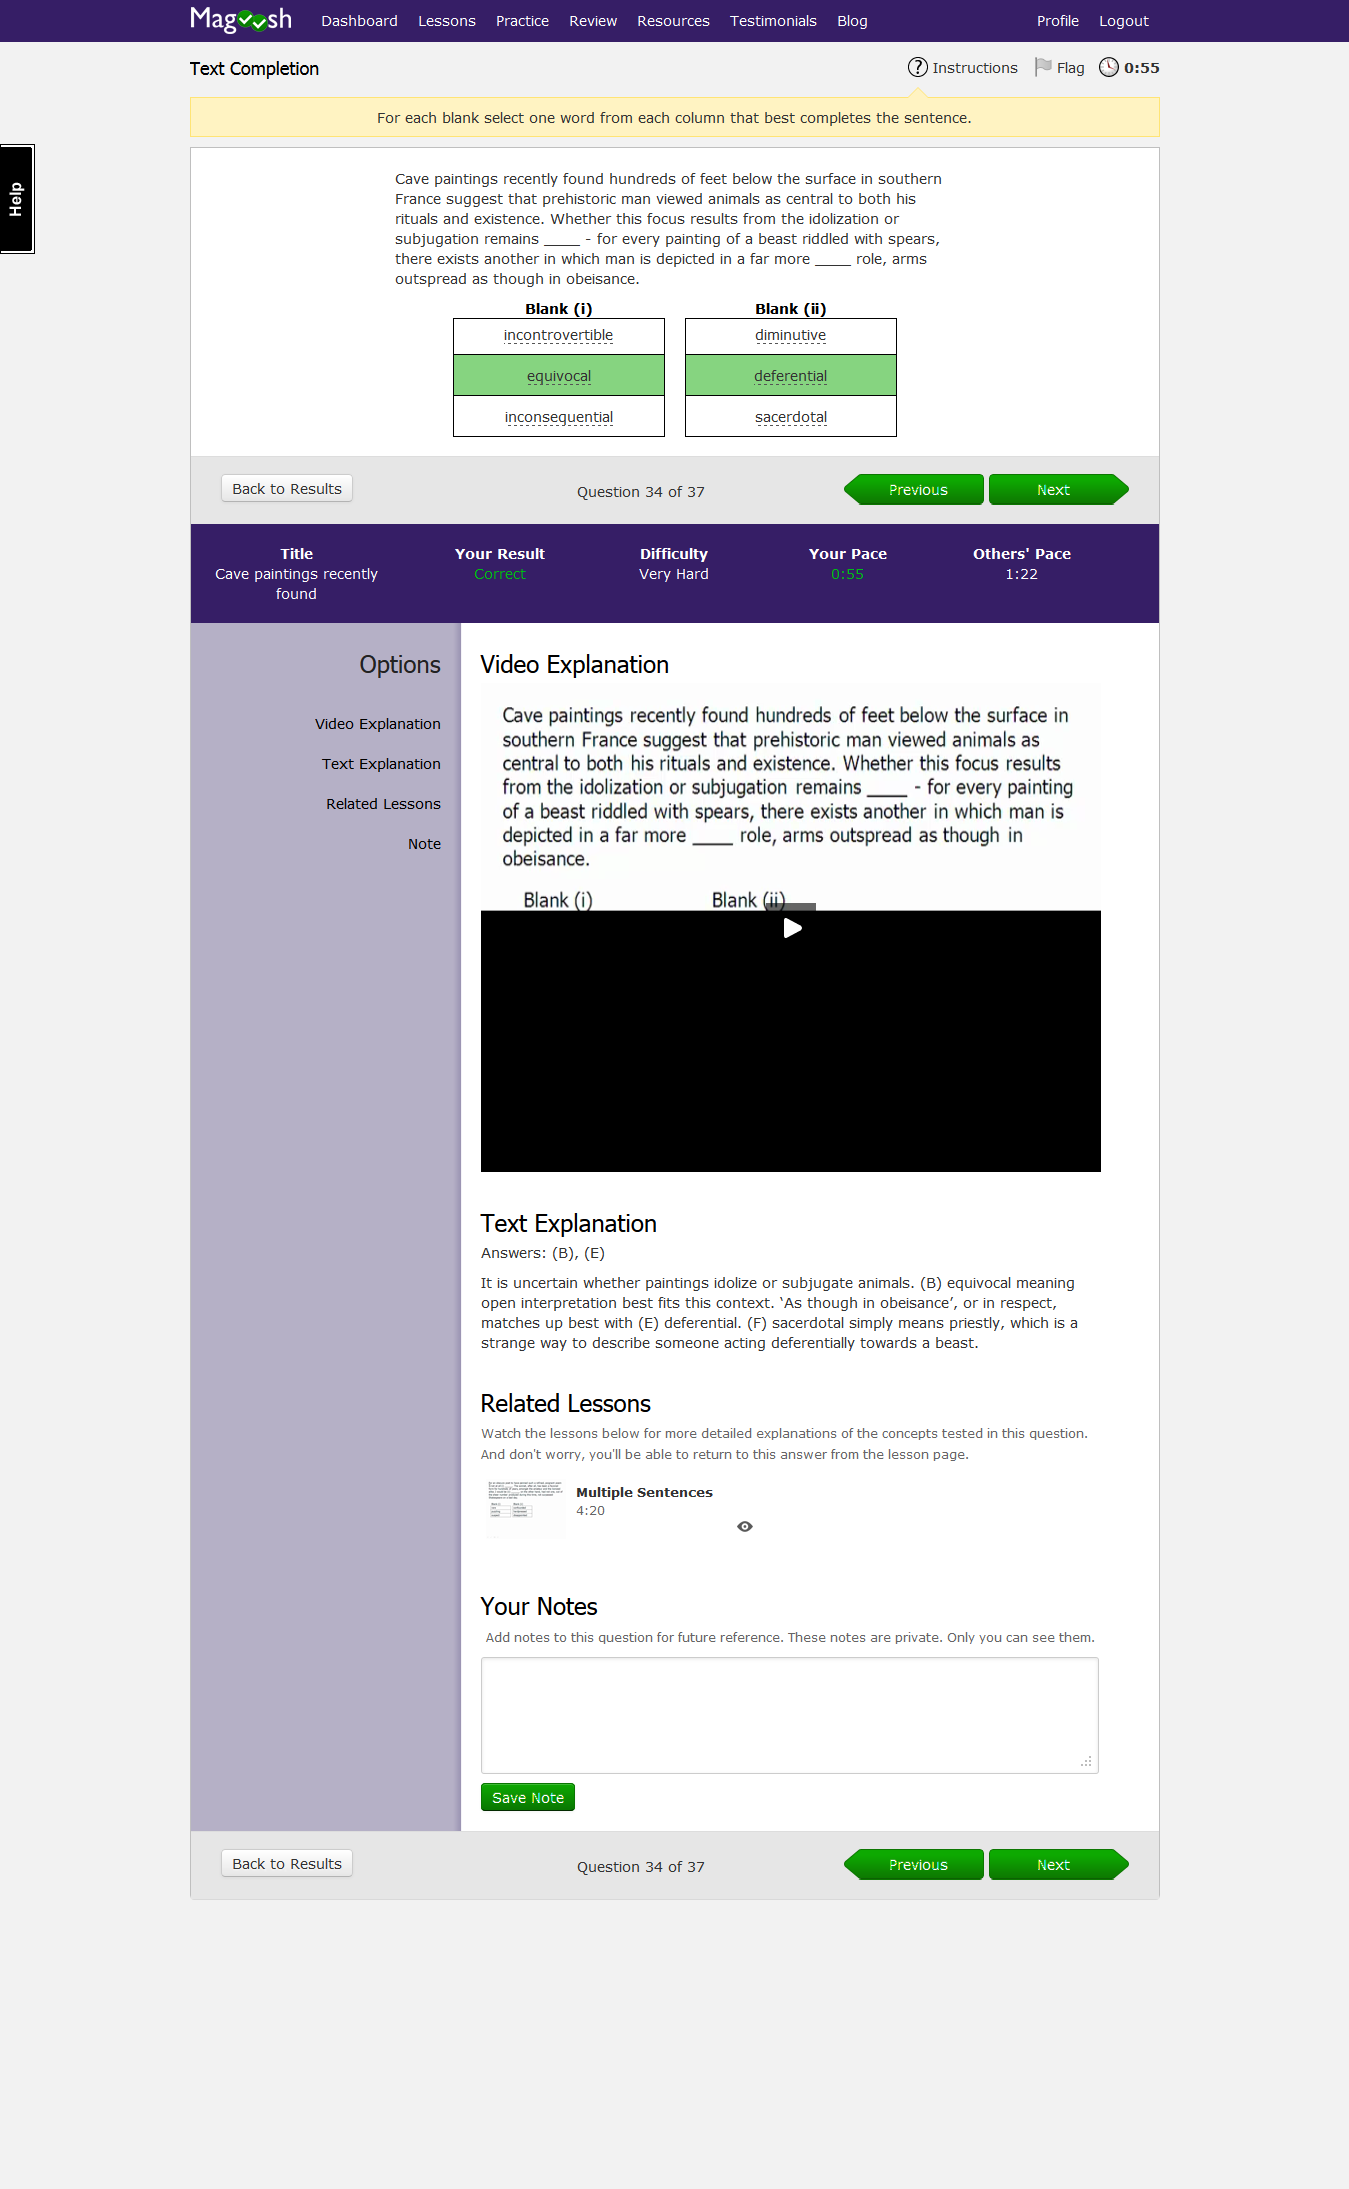 Magoosh Dashboard Lessons Practice Review Resources Testimonials Blog Profile Logout
Text Completion
? Instructions Flag 0:55
For each blank select one word from each column that best completes the sentence.
Help
Cave paintings recently found hundreds of feet below the surface in southern
France suggest that prehistoric man viewed animals as central to both his
rituals and existence. Whether this focus results from the idolization or
subjugation remains ____ - for every painting of a beast riddled with spears,
there exists another in which man is depicted in a far more ____ role, arms
outspread as though in obeisance.
Blank (i) Blank (ii)
incontrovertible diminutive
equivocal deferential
inconsequential sacerdotal
Back to Results Question 34 of 37 Previous Next
Title Your Result Difficulty Your Pace Others' Pace
Cave paintings recently Correct Very Hard 0:55 1:22
found
Options
Video Explanation
Text Explanation
Related Lessons
Note
Video Explanation
Cave paintings recently found hundreds of feet below the surface in
southern France suggest that prehistoric man viewed animals as
central to both his rituals and existence. Whether this focus results
from the idolization or subjugation remains ____ - for every painting
of a beast riddled with spears, there exists another in which man is
depicted in a far more ____ role, arms outspread as though in
obeisance.
Blank (i) Blank (ii)
Text Explanation
Answers: (B), (E)
It is uncertain whether paintings idolize or subjugate animals. (B) equivocal meaning
open interpretation best fits this context. ‘As though in obeisance’, or in respect,
matches up best with (E) deferential. (F) sacerdotal simply means priestly, which is a
strange way to describe someone acting deferentially towards a beast.
Related Lessons
Watch the lessons below for more detailed explanations of the concepts tested in this question.
And don't worry, you'll be able to return to this answer from the lesson page.
Multiple Sentences
4:20
Your Notes
Add notes to this question for future reference. These notes are private. Only you can see them.
Save Note
Back to Results Question 34 of 37 Previous Next